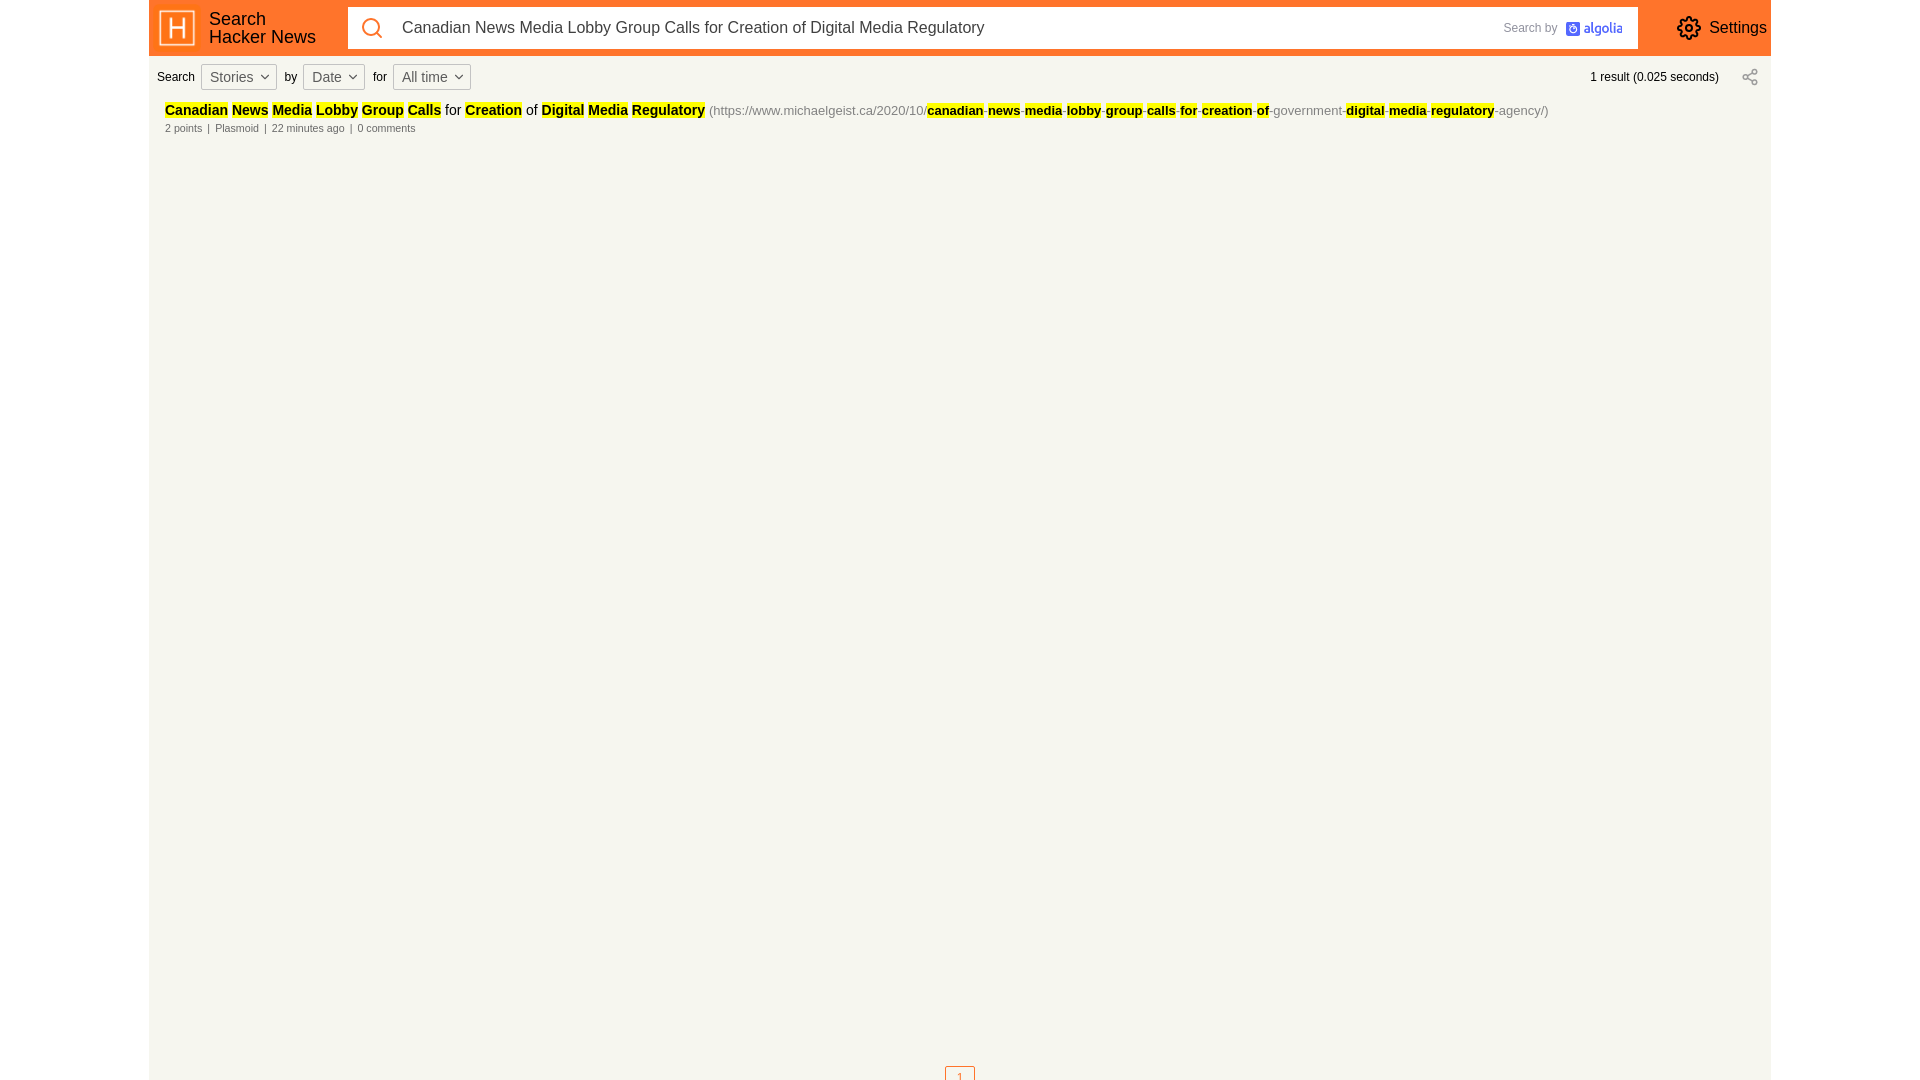 Search
Hacker News
Canadian News Media Lobby Group Calls for Creation of Digital Media Regulatory
Search by algolia
Settings
Search Stories by Date for All time
1 result (0.025 seconds)
Canadian News Media Lobby Group Calls for Creation of Digital Media Regulatory (https://www.michaelgeist.ca/2020/10/canadian-news-media-lobby-group-calls-for-creation-of-government-digital-media-regulatory-agency/)
2 points | Plasmoid | 22 minutes ago | 0 comments
1